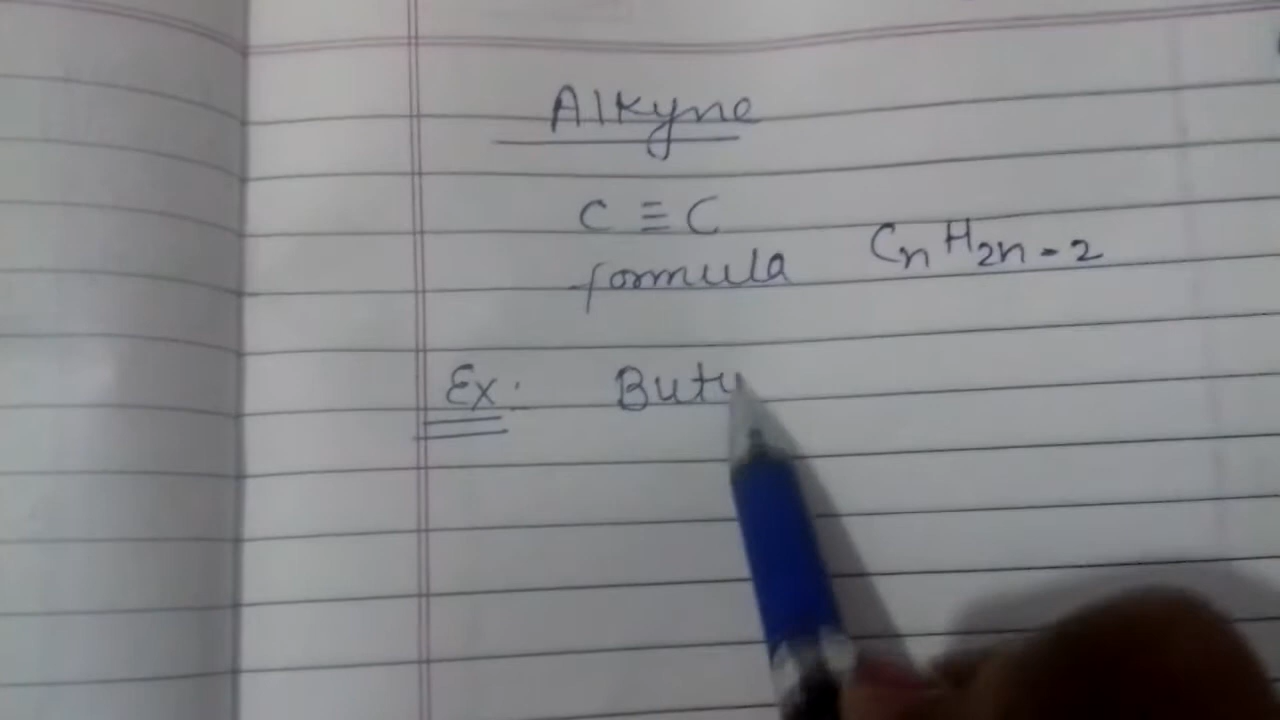 Alkyne
C ≡ C
formula CnH2n-2
Ex. Buty